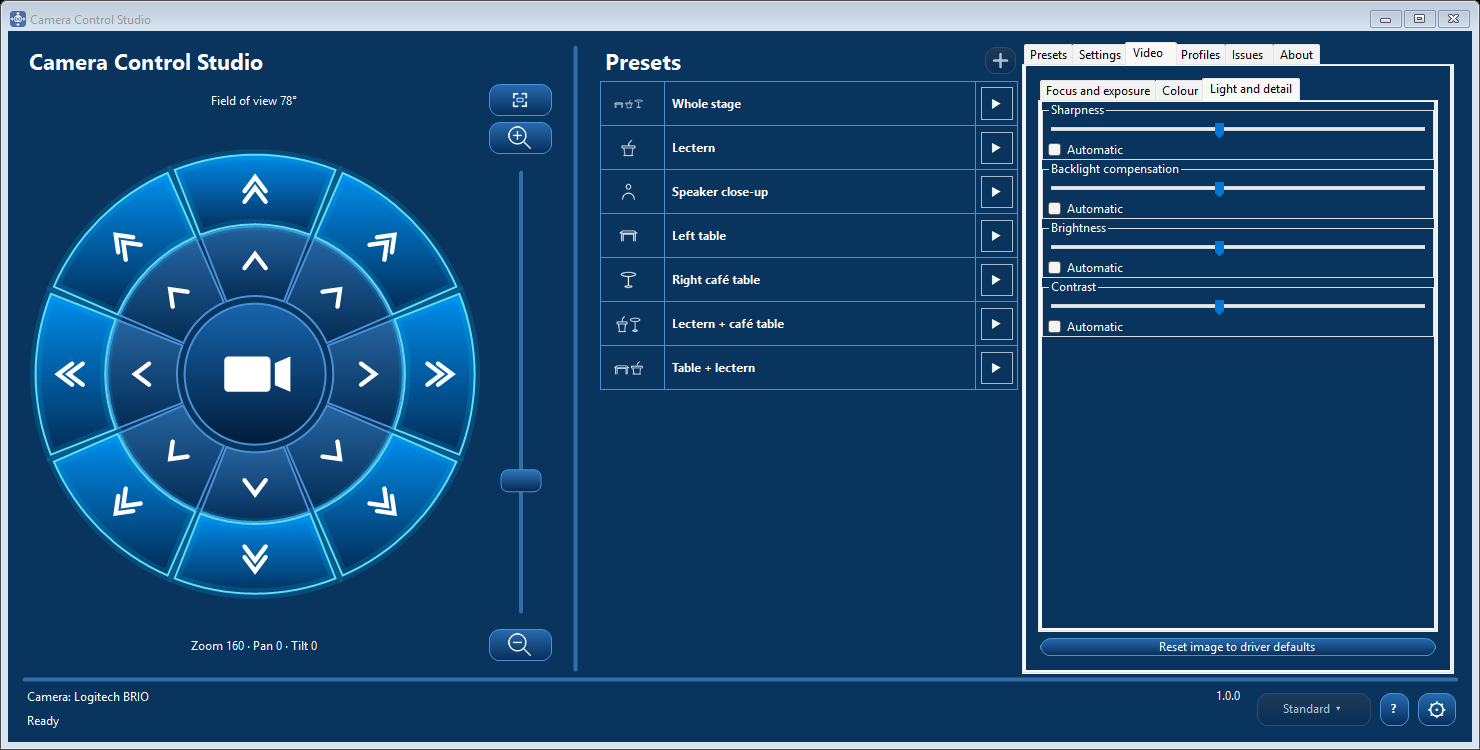 Camera Control Studio
Camera Control Studio
Field of view 78°
Zoom 160 · Pan 0 · Tilt 0
Presets
Whole stage
Lectern
Speaker close-up
Left table
Right café table
Lectern + café table
Table + lectern
Presets Settings Video Profiles Issues About
Focus and exposure Colour Light and detail
Sharpness
Automatic
Backlight compensation
Automatic
Brightness
Automatic
Contrast
Automatic
Reset image to driver defaults
Camera: Logitech BRIO
Ready
1.0.0
Standard
?